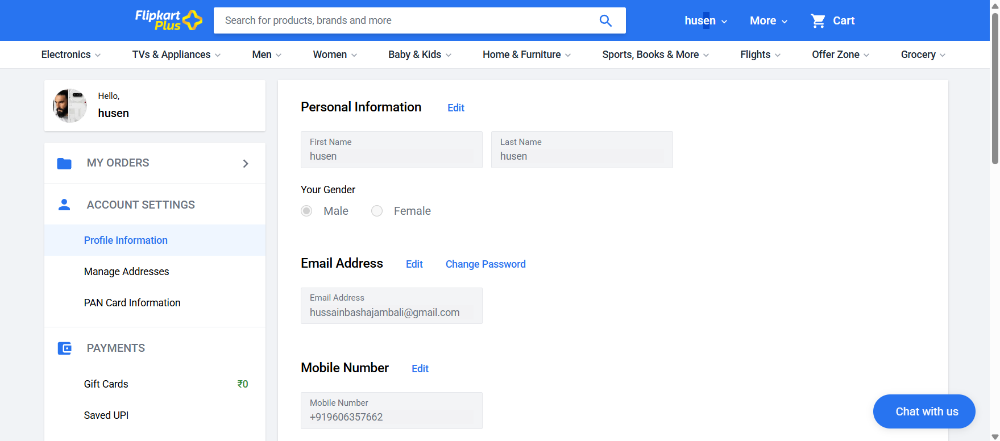 Flipkart
Plus
Search for products, brands and more
husen
More
Cart
Electronics
TVs & Appliances
Men
Women
Baby & Kids
Home & Furniture
Sports, Books & More
Flights
Offer Zone
Grocery
Hello,
husen
MY ORDERS
ACCOUNT SETTINGS
Profile Information
Manage Addresses
PAN Card Information
PAYMENTS
Gift Cards
₹0
Saved UPI
Personal Information
Edit
First Name
husen
Last Name
husen
Your Gender
Male
Female
Email Address
Edit
Change Password
Email Address
hussainbashajambali@gmail.com
Mobile Number
Edit
Mobile Number
+919606357662
Chat with us